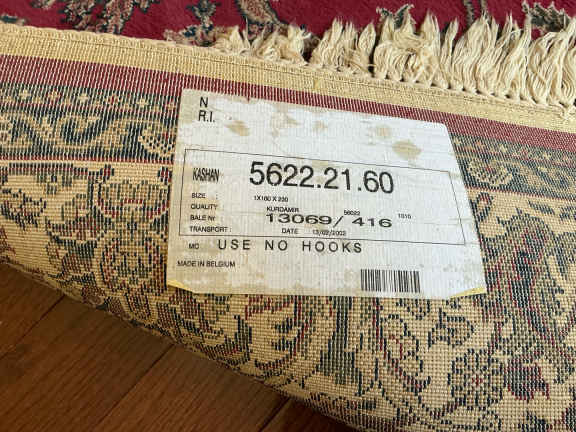 N
R.I.
KASHAN 5622.21.60
SIZE : 1X160 X 230
QUALITY: KURDAMIR 56022 1010
BALE Nr : 13069/ 416
TRANSPORT : DATE 13/02/2002
MC USE NO HOOKS
MADE IN BELGIUM